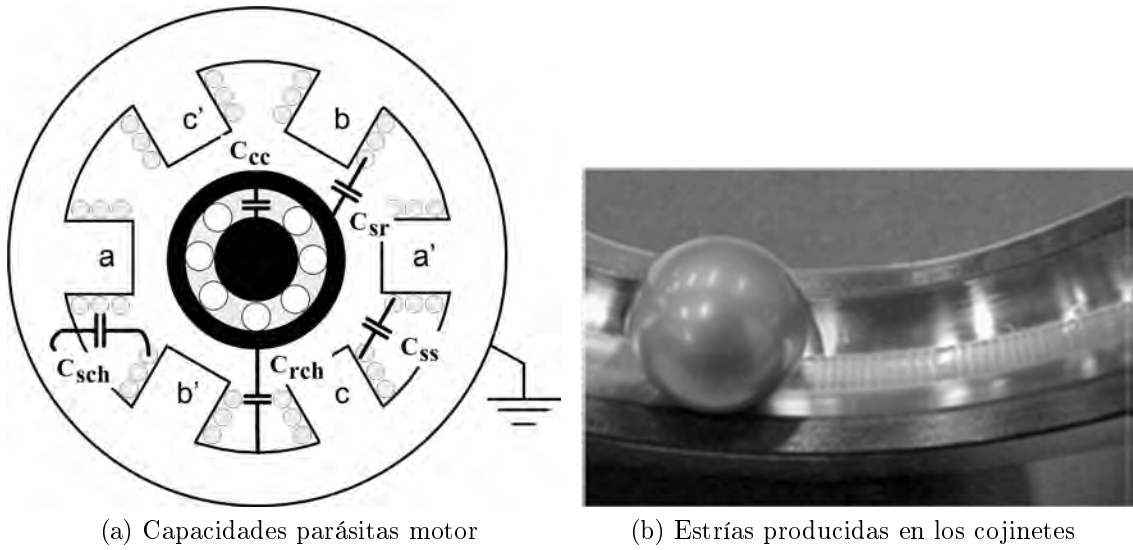 c'
b
C_cc
C_sr
a
a'
C_sch
C_rch
C_ss
b'
c
(a) Capacidades parásitas motor
(b) Estrías producidas en los cojinetes